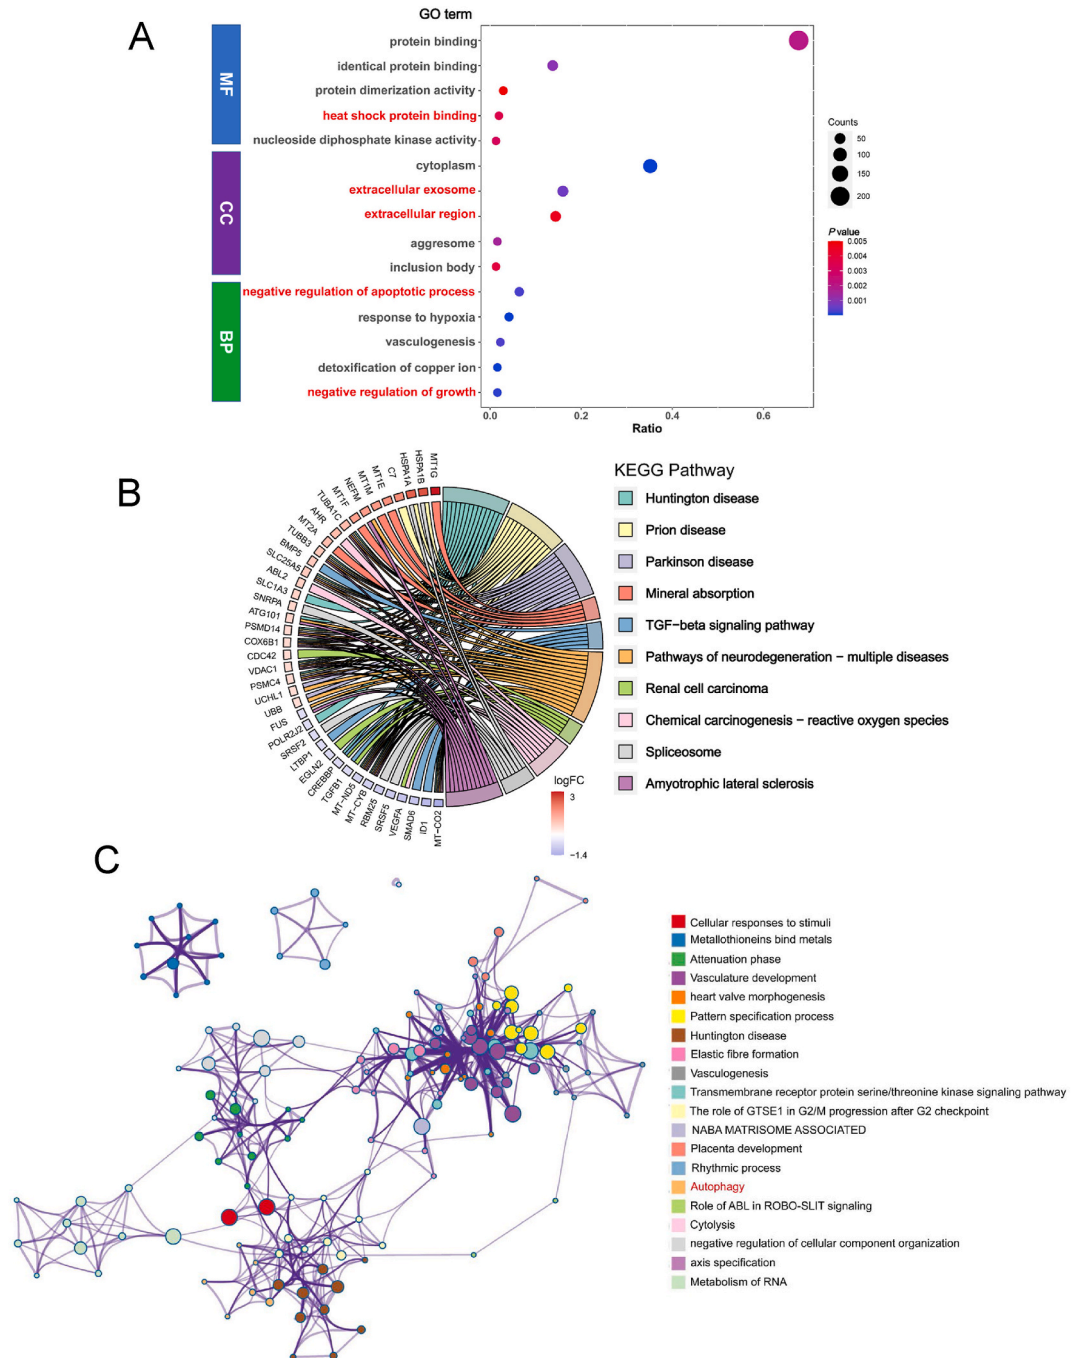 A
GO term
MF
protein binding
identical protein binding
protein dimerization activity
heat shock protein binding
nucleoside diphosphate kinase activity
CC
cytoplasm
extracellular exosome
extracellular region
aggresome
inclusion body
BP
negative regulation of apoptotic process
response to hypoxia
vasculogenesis
detoxification of copper ion
negative regulation of growth
0.0 0.2 0.4 0.6
Ratio
Counts
50
100
150
200
P value
0.005
0.004
0.003
0.002
0.001
B
MT1G
HSPA1B
HSPA1A
C7
MT1E
MT1M
NEFM
MT1F
TUBA1C
AHR
MT2A
TUBB3
BMP5
SLC25A5
ABL2
SLC1A3
SNRPA
ATG101
PSMD14
COX6B1
CDC42
VDAC1
PSMC4
UCHL1
UBB
FUS
POLR2J2
SRSF2
LTBP1
EGLN2
CREBBP
TGFB1
MT-ND5
MT-CYB
RBM25
SRSF5
VEGFA
SMAD6
ID1
MT-CO2
logFC
3
−1.4
KEGG Pathway
Huntington disease
Prion disease
Parkinson disease
Mineral absorption
TGF−beta signaling pathway
Pathways of neurodegeneration − multiple diseases
Renal cell carcinoma
Chemical carcinogenesis − reactive oxygen species
Spliceosome
Amyotrophic lateral sclerosis
C
Cellular responses to stimuli
Metallothioneins bind metals
Attenuation phase
Vasculature development
heart valve morphogenesis
Pattern specification process
Huntington disease
Elastic fibre formation
Vasculogenesis
Transmembrane receptor protein serine/threonine kinase signaling pathway
The role of GTSE1 in G2/M progression after G2 checkpoint
NABA MATRISOME ASSOCIATED
Placenta development
Rhythmic process
Autophagy
Role of ABL in ROBO-SLIT signaling
Cytolysis
negative regulation of cellular component organization
axis specification
Metabolism of RNA